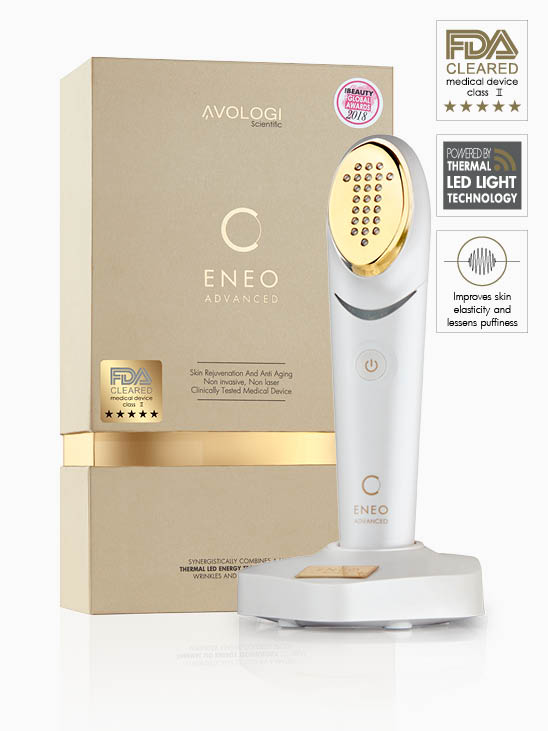 AVOLOGI
Scientific
THE BEAUTY
GLOBAL
AWARDS
2018
ENEO
ADVANCED
FDA
CLEARED
medical device
class II
Skin Rejuvenation And Anti Aging
Non invasive, Non laser
Clinically Tested Medical Device
SYNERGISTICALLY COMBINES A
THERMAL LED ENERGY
WRINKLES AND
ENEO
ADVANCED
FDA
CLEARED
medical device
class II
POWERED BY
THERMAL
LED LIGHT
TECHNOLOGY
Improves skin
elasticity and
lessens puffiness